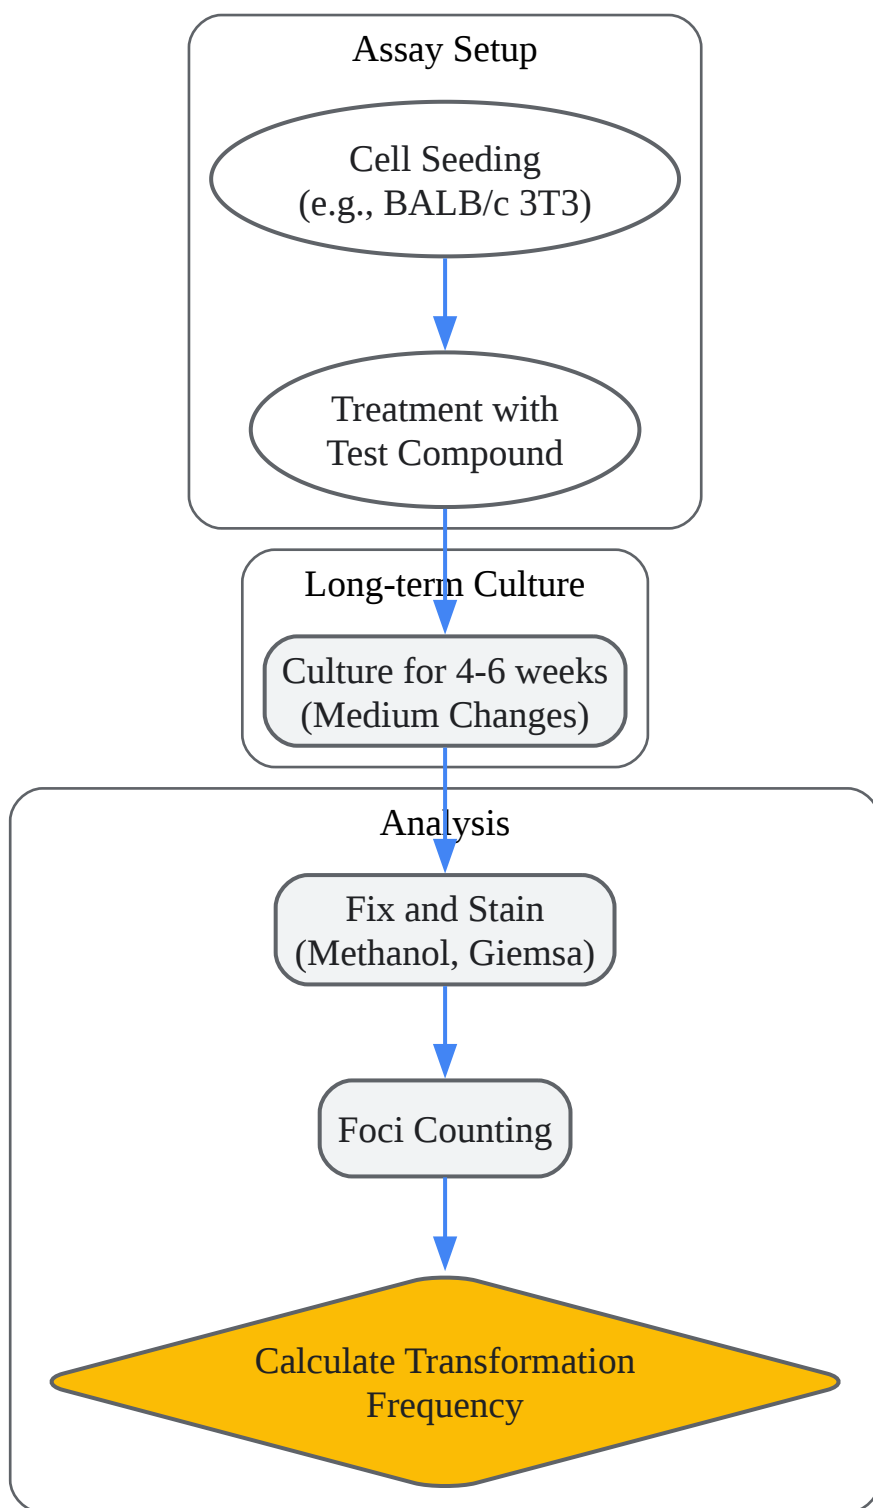 Assay Setup
Cell Seeding
(e.g., BALB/c 3T3)
Treatment with
Test Compound
Long-term Culture
Culture for 4-6 weeks
(Medium Changes)
Analysis
Fix and Stain
(Methanol, Giemsa)
Foci Counting
Calculate Transformation
Frequency